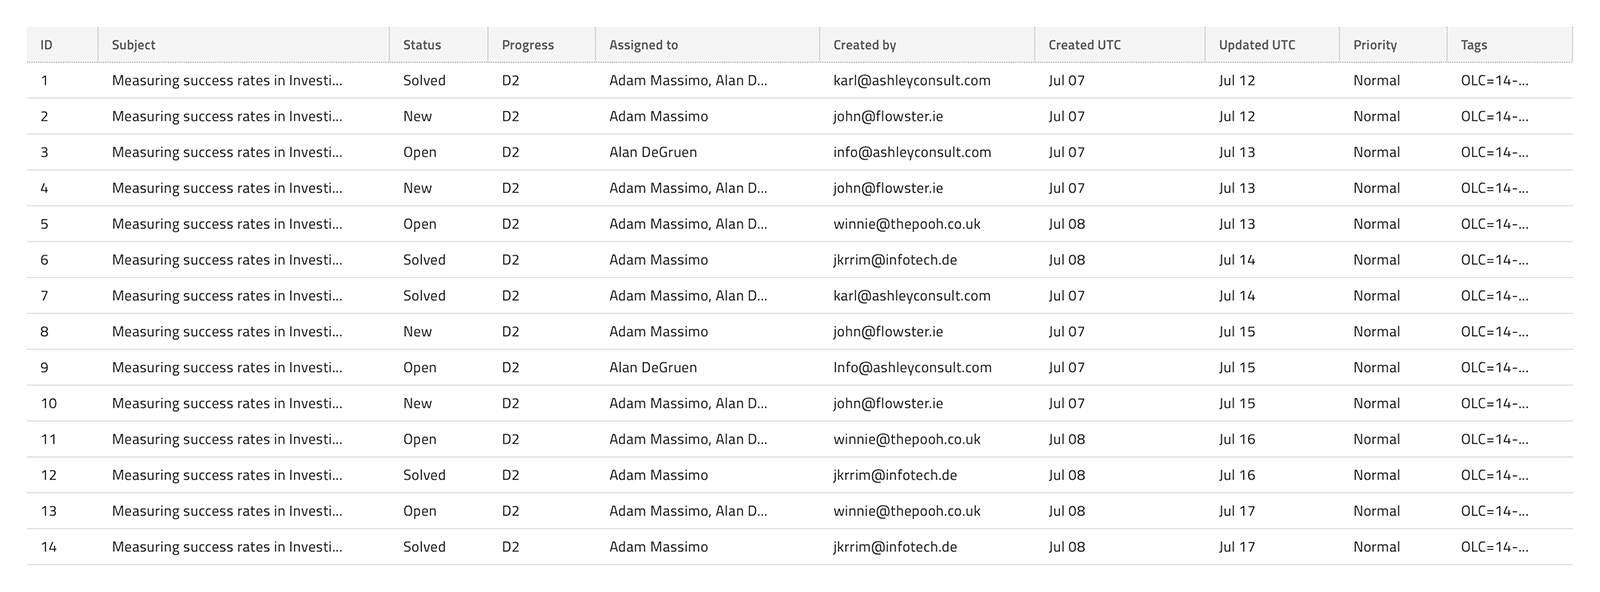 ID Subject Status Progress Assigned to Created by Created UTC Updated UTC Priority Tags
1 Measuring success rates in Investi... Solved D2 Adam Massimo, Alan D... karl@ashleyconsult.com Jul 07 Jul 12 Normal OLC=14-...
2 Measuring success rates in Investi... New D2 Adam Massimo john@flowster.ie Jul 07 Jul 12 Normal OLC=14-...
3 Measuring success rates in Investi... Open D2 Alan DeGruen info@ashleyconsult.com Jul 07 Jul 13 Normal OLC=14-...
4 Measuring success rates in Investi... New D2 Adam Massimo, Alan D... john@flowster.ie Jul 07 Jul 13 Normal OLC=14-...
5 Measuring success rates in Investi... Open D2 Adam Massimo, Alan D... winnie@thepooh.co.uk Jul 08 Jul 13 Normal OLC=14-...
6 Measuring success rates in Investi... Solved D2 Adam Massimo jkrrim@infotech.de Jul 08 Jul 14 Normal OLC=14-...
7 Measuring success rates in Investi... Solved D2 Adam Massimo, Alan D... karl@ashleyconsult.com Jul 07 Jul 14 Normal OLC=14-...
8 Measuring success rates in Investi... New D2 Adam Massimo john@flowster.ie Jul 07 Jul 15 Normal OLC=14-...
9 Measuring success rates in Investi... Open D2 Alan DeGruen Info@ashleyconsult.com Jul 07 Jul 15 Normal OLC=14-...
10 Measuring success rates in Investi... New D2 Adam Massimo, Alan D... john@flowster.ie Jul 07 Jul 15 Normal OLC=14-...
11 Measuring success rates in Investi... Open D2 Adam Massimo, Alan D... winnie@thepooh.co.uk Jul 08 Jul 16 Normal OLC=14-...
12 Measuring success rates in Investi... Solved D2 Adam Massimo jkrrim@infotech.de Jul 08 Jul 16 Normal OLC=14-...
13 Measuring success rates in Investi... Open D2 Adam Massimo, Alan D... winnie@thepooh.co.uk Jul 08 Jul 17 Normal OLC=14-...
14 Measuring success rates in Investi... Solved D2 Adam Massimo jkrrim@infotech.de Jul 08 Jul 17 Normal OLC=14-...